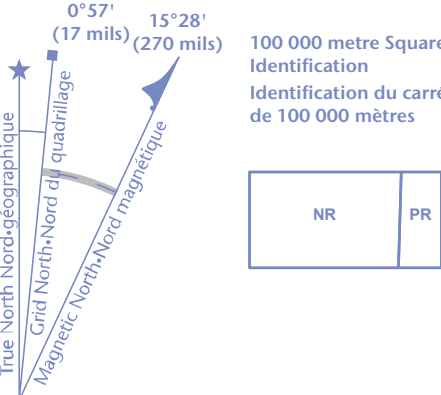 0°57'
(17 mils)
15°28'
(270 mils)
True North Nord•géographique
Grid North•Nord du quadrillage
Magnetic North•Nord magnétique
100 000 metre Square
Identification
Identification du carré
de 100 000 mètres
NR
PR